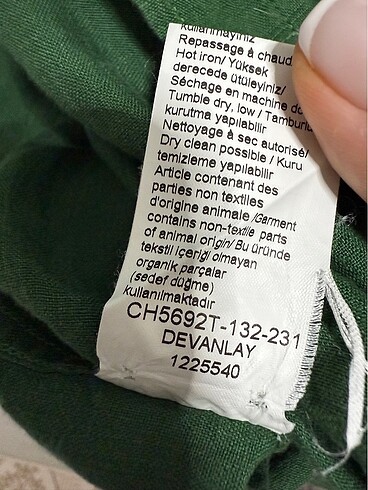 kullanmayınız
Repassage à chaud
Hot iron/ Yüksek
derecede ütüleyiniz/
Séchage en machine
Tumble dry, low / Tamburlu
kurutma yapılabilir
Nettoyage à sec autorisé/
Dry clean possible / Kuru
temizleme yapılabilir
Article contenant des
parties non textiles
d'origine animale /Garment
contains non-textile parts
of animal origin/ Bu üründe
tekstil içeriği olmayan
organik parçalar
(sedef düğme)
kullanılmaktadır
CH5692T-132-231
DEVANLAY
1225540